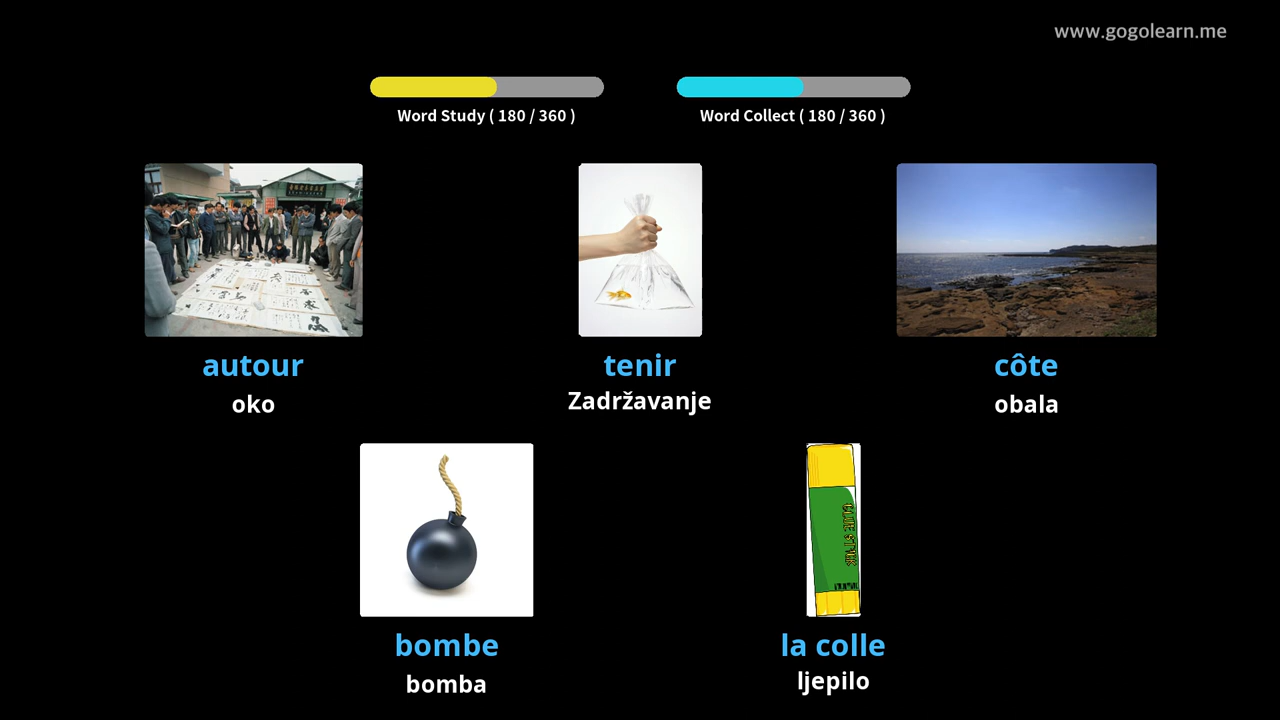 www.gogolearn.me
Word Study ( 180 / 360 )
Word Collect ( 180 / 360 )
autour
oko
tenir
Zadržavanje
côte
obala
bombe
bomba
la colle
ljepilo